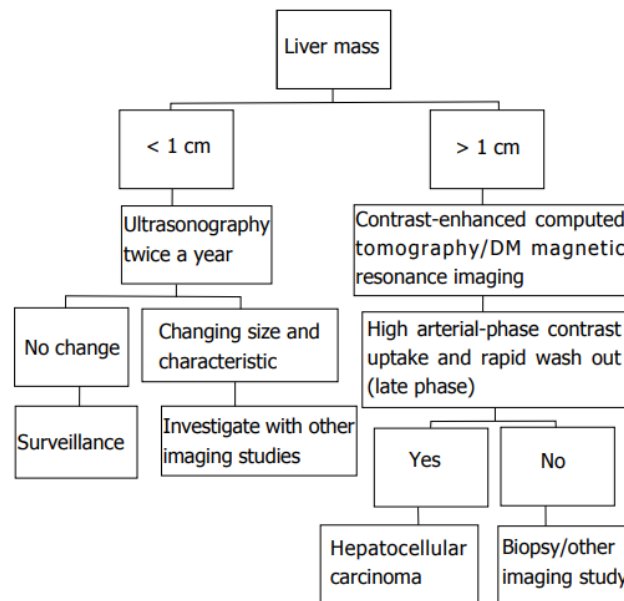 Liver mass
< 1 cm
> 1 cm
Ultrasonography
twice a year
Contrast-enhanced computed
tomography/DM magnetic
resonance imaging
No change
Changing size and
characteristic
High arterial-phase contrast
uptake and rapid wash out
(late phase)
Surveillance
Investigate with other
imaging studies
Yes
No
Hepatocellular
carcinoma
Biopsy/other
imaging study